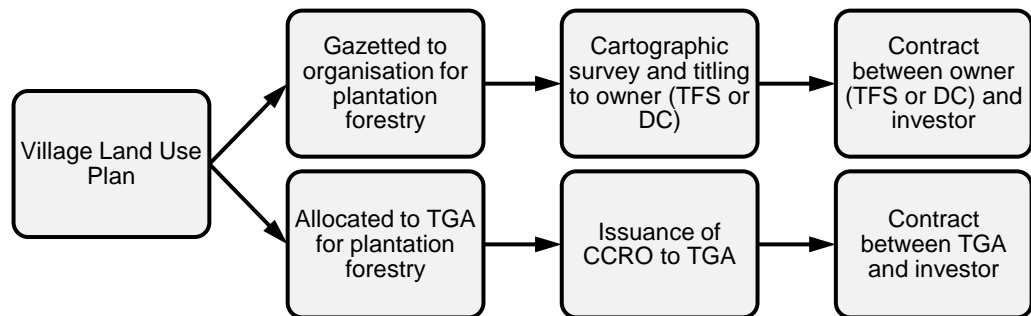 Village Land Use
Plan
Gazetted to
organisation for
plantation
forestry
Cartographic
survey and titling
to owner (TFS or
DC)
Contract
between owner
(TFS or DC) and
investor
Allocated to TGA
for plantation
forestry
Issuance of
CCRO to TGA
Contract
between TGA
and investor